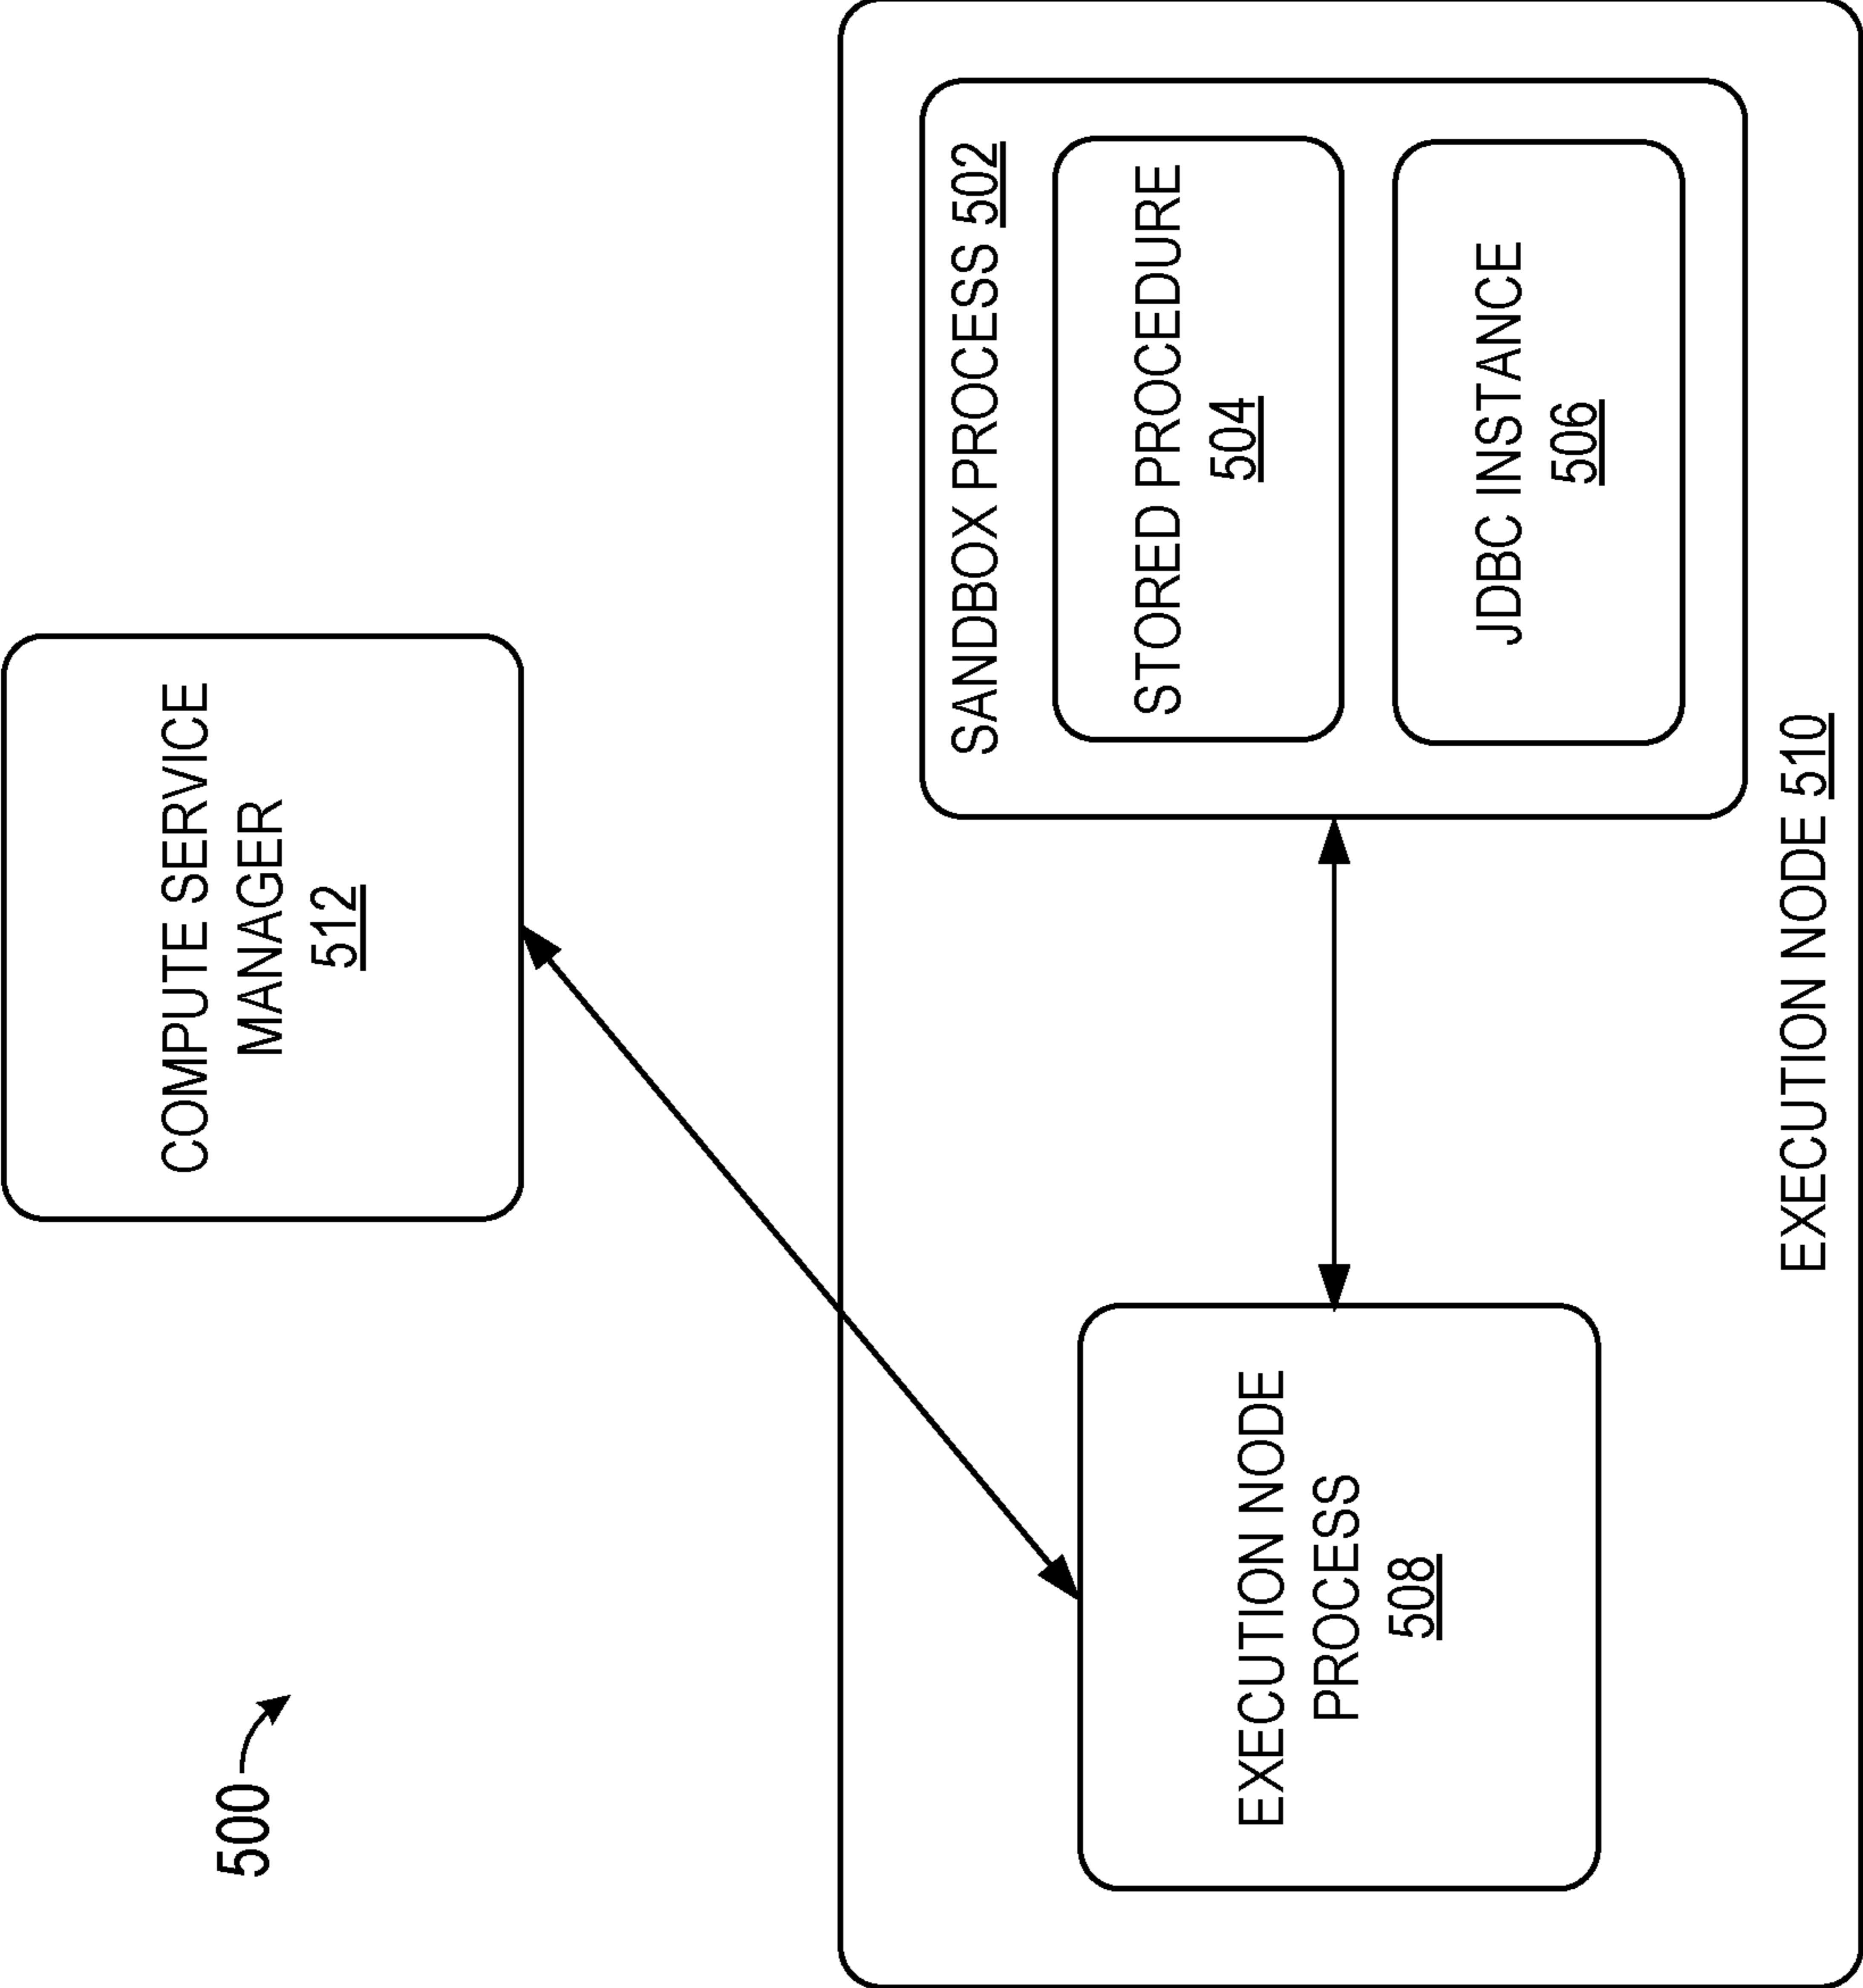 500
COMPUTE SERVICE
MANAGER
512
EXECUTION NODE
PROCESS
508
SANDBOX PROCESS 502
STORED PROCEDURE
504
JDBC INSTANCE
506
EXECUTION NODE 510